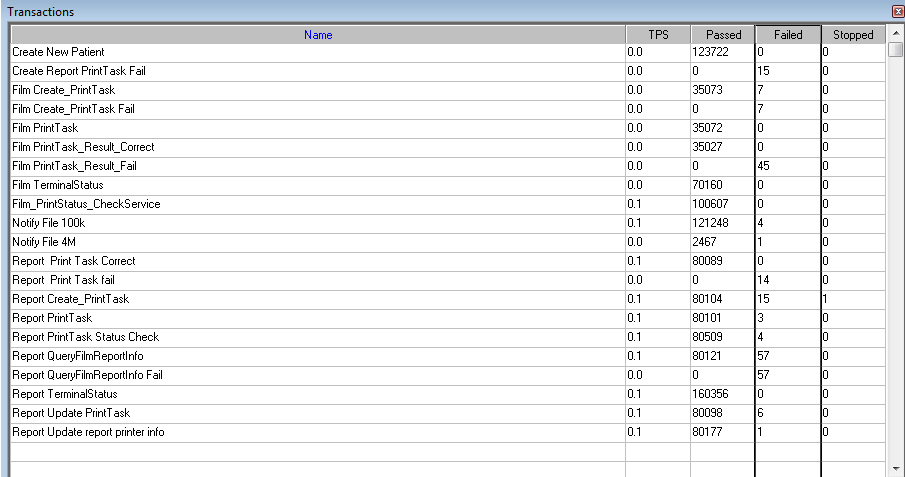 Transactions
Name TPS Passed Failed Stopped
Create New Patient 0.0 123722 0 0
Create Report PrintTask Fail 0.0 0 15 0
Film Create_PrintTask 0.0 35073 7 0
Film Create_PrintTask Fail 0.0 0 7 0
Film PrintTask 0.0 35072 0 0
Film PrintTask_Result_Correct 0.0 35027 0 0
Film PrintTask_Result_Fail 0.0 0 45 0
Film TerminalStatus 0.0 70160 0 0
Film_PrintStatus_CheckService 0.1 100607 0 0
Notify File 100k 0.1 121248 4 0
Notify File 4M 0.0 2467 1 0
Report  Print Task Correct 0.1 80089 0 0
Report  Print Task fail 0.0 0 14 0
Report Create_PrintTask 0.1 80104 15 1
Report PrintTask 0.1 80101 3 0
Report PrintTask Status Check 0.1 80509 4 0
Report QueryFilmReportInfo 0.1 80121 57 0
Report QueryFilmReportInfo Fail 0.0 0 57 0
Report TerminalStatus 0.1 160356 0 0
Report Update PrintTask 0.1 80098 6 0
Report Update report printer info 0.1 80177 1 0